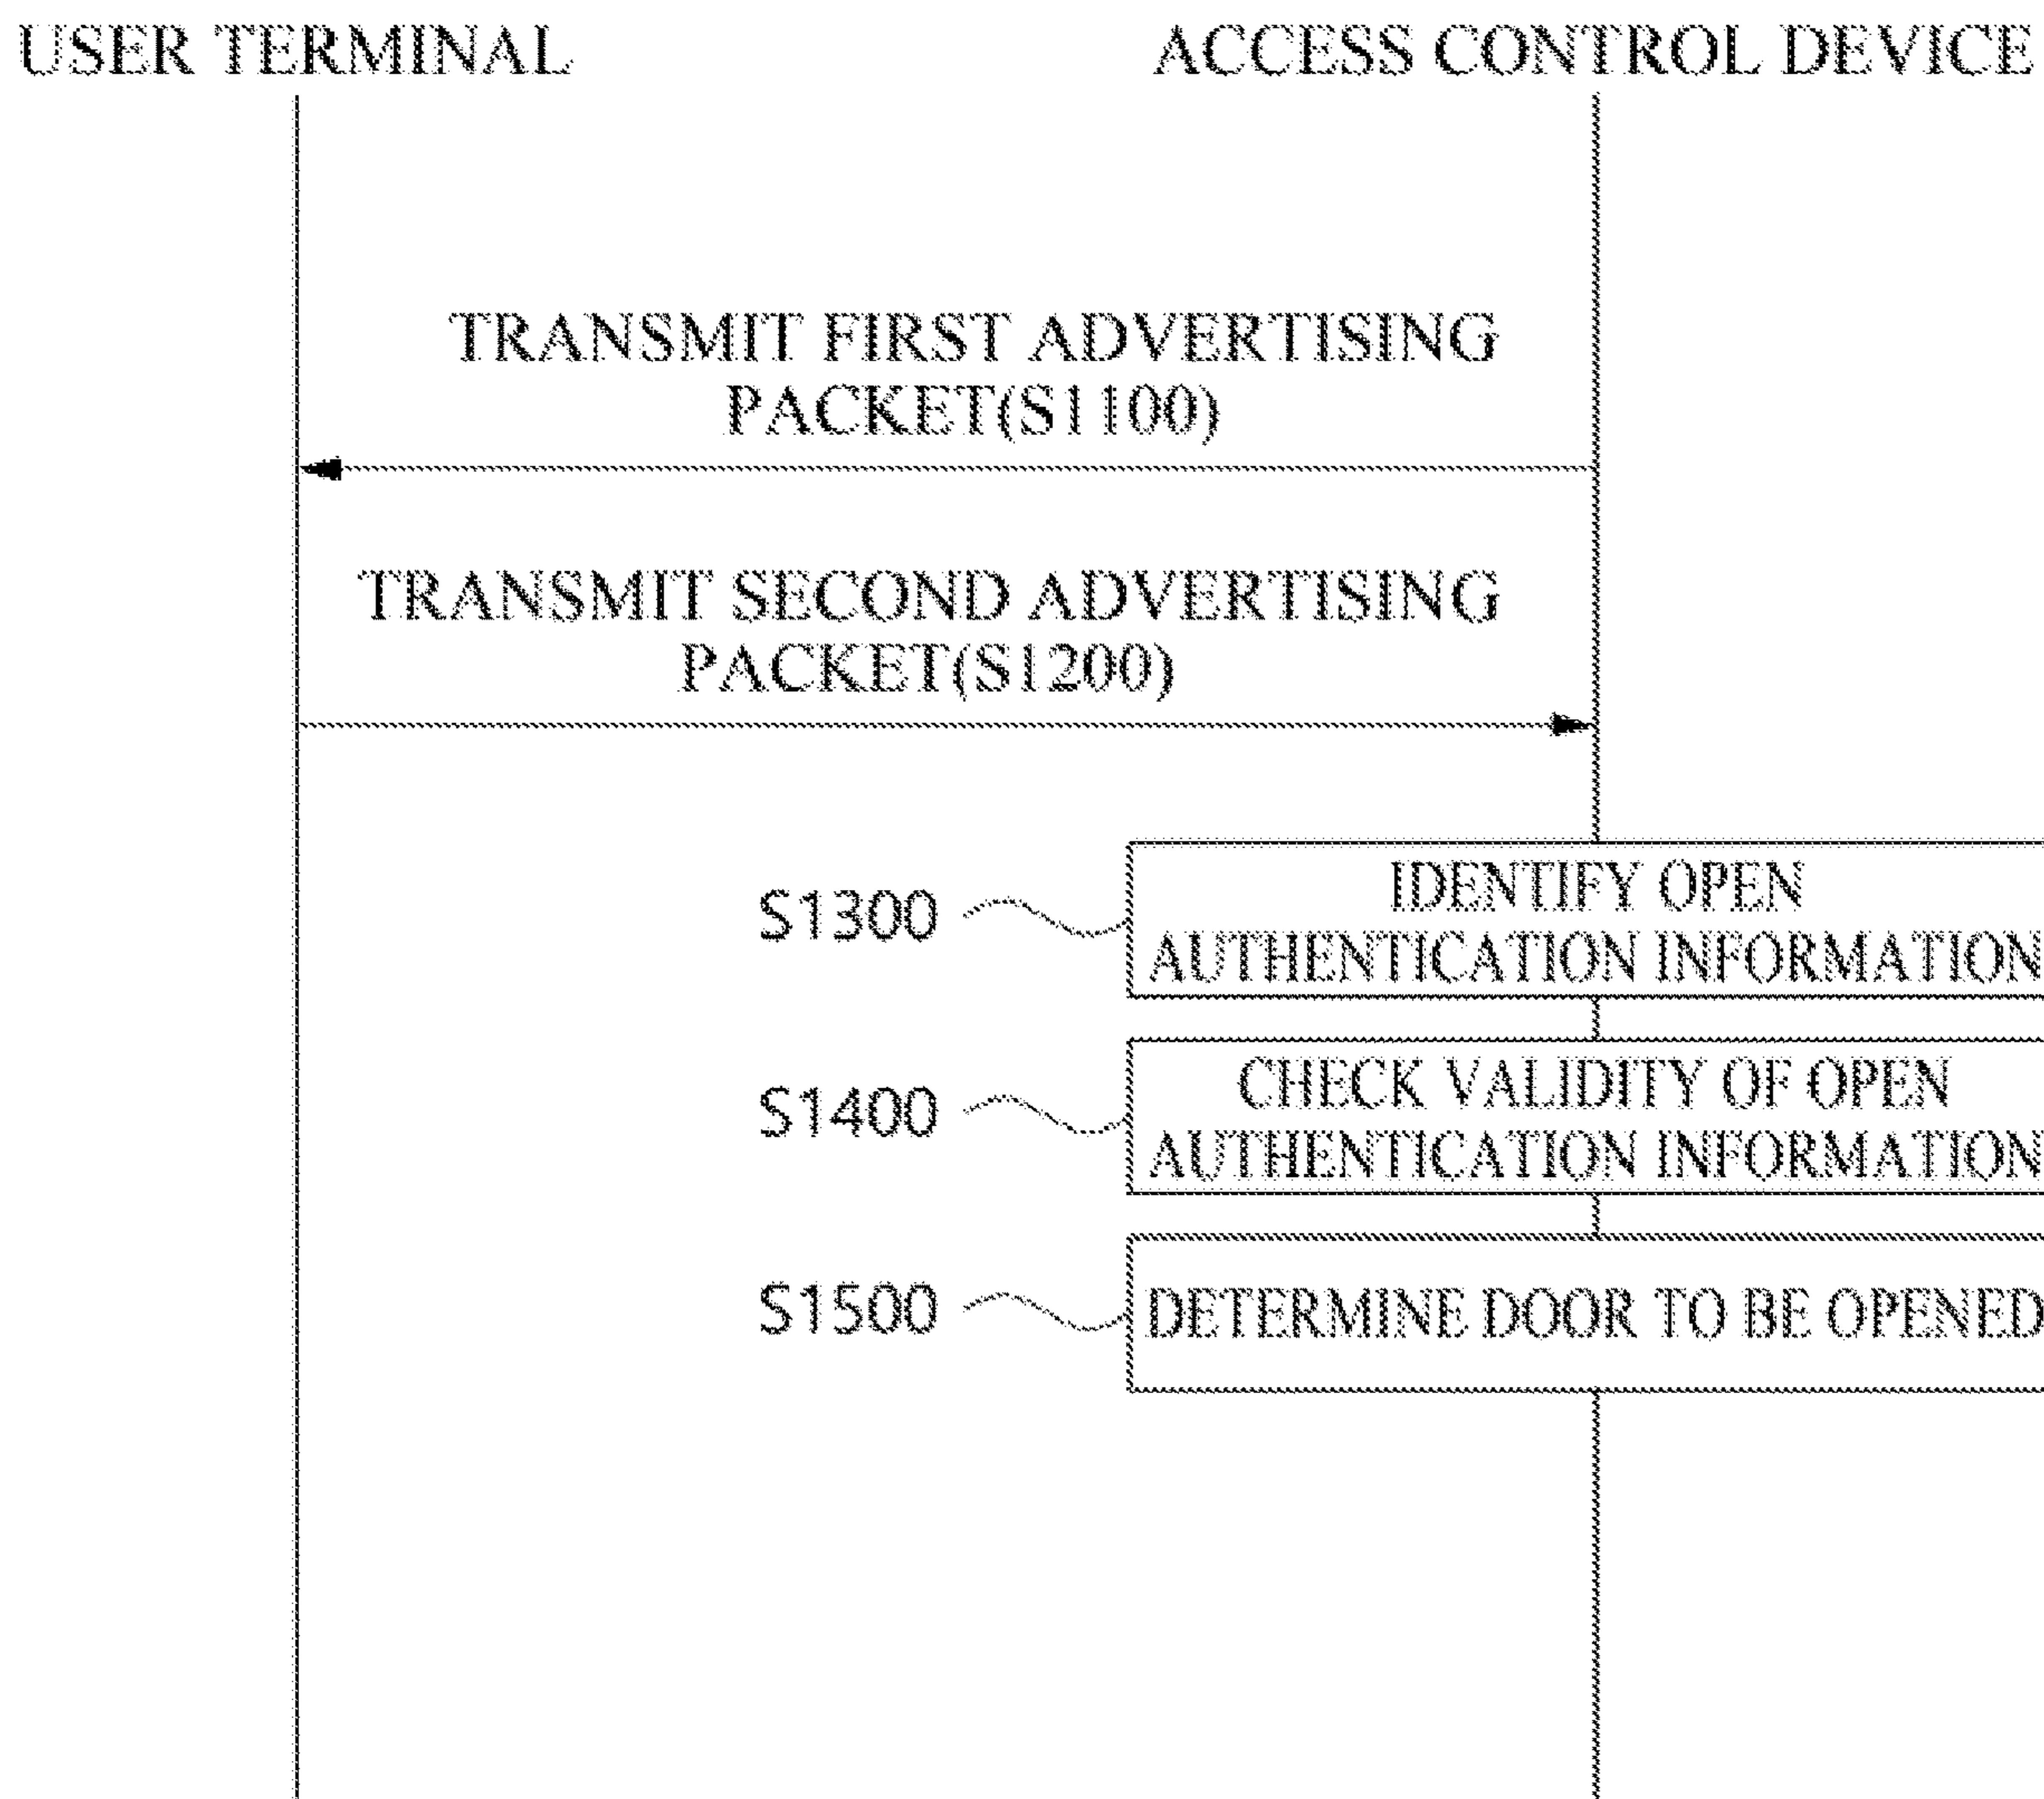 USER TERMINAL
ACCESS CONTROL DEVICE
TRANSMIT FIRST ADVERTISING
PACKET(S1100)
TRANSMIT SECOND ADVERTISING
PACKET(S1200)
S1300
IDENTIFY OPEN
AUTHENTICATION INFORMATION
S1400
CHECK VALIDITY OF OPEN
AUTHENTICATION INFORMATION
S1500
DETERMINE DOOR TO BE OPENED